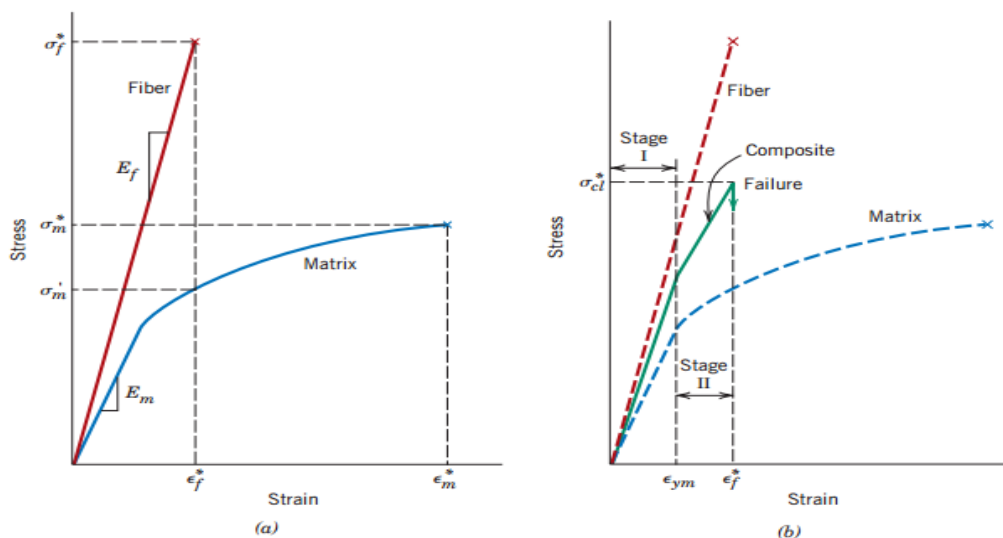 σ*f
Fiber
Ef
σ*m
Stress
Matrix
σ'm
Em
ϵ*f
ϵ*m
Strain
(a)
Fiber
Stage
I
Composite
σ*cl
Failure
Matrix
Stress
Stage
II
ϵym
ϵ*f
Strain
(b)